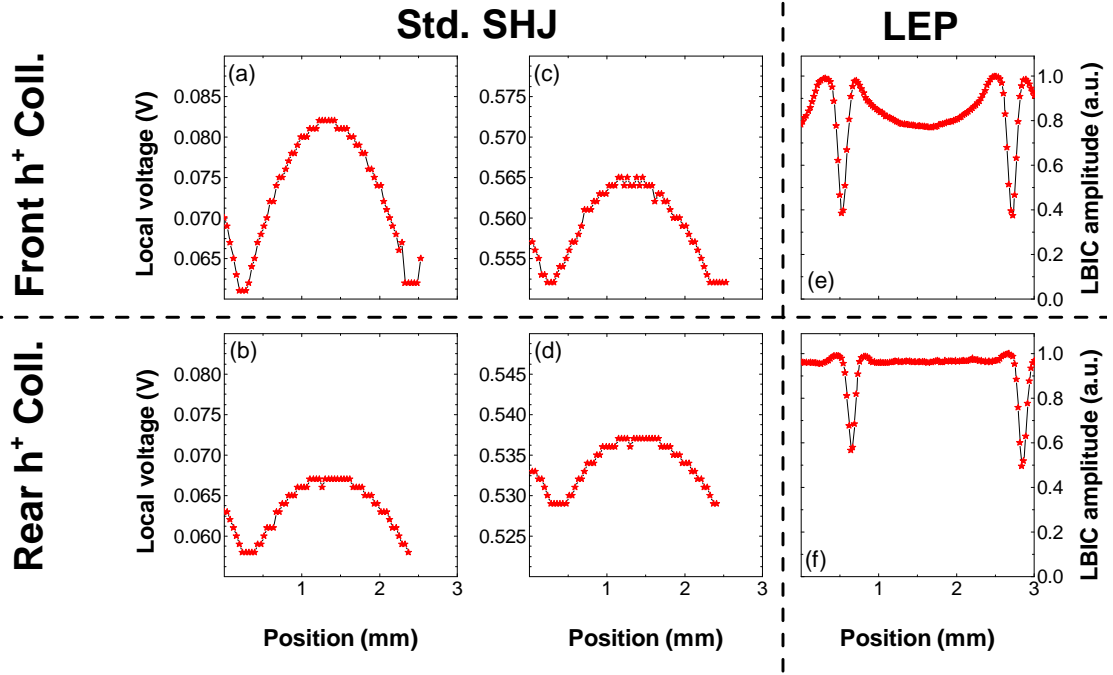 Std. SHJ
LEP
Front h⁺ Coll.
Rear h⁺ Coll.
(a)
Local voltage (V)
0.085
0.080
0.075
0.070
0.065
(c)
0.575
0.570
0.565
0.560
0.555
(e)
1.0
0.8
0.6
0.4
0.2
0.0
LBIC amplitude (a.u.)
(b)
Local voltage (V)
0.080
0.075
0.070
0.065
0.060
1 2 3
Position (mm)
(d)
0.545
0.540
0.535
0.530
0.525
1 2 3
Position (mm)
(f)
1.0
0.8
0.6
0.4
0.2
0.0
LBIC amplitude (a.u.)
1 2 3
Position (mm)